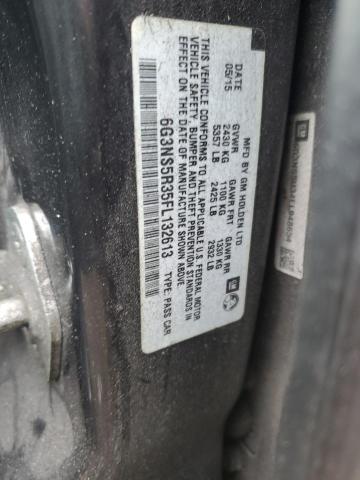 MFD BY GM HOLDEN LTD
DATE GVWR GAWR FRT GAWR RR
05/15 2430 KG 1100 KG 1330 KG
5357 LB 2425 LB 2932 LB
THIS VEHICLE CONFORMS TO ALL APPLICABLE U.S. FEDERAL MOTOR
VEHICLE SAFETY, BUMPER AND THEFT PREVENTION STANDARDS IN
EFFECT ON THE DATE OF MANUFACTURE SHOWN ABOVE.
6G3NS5R35FL132613 TYPE: PASS CAR
GM